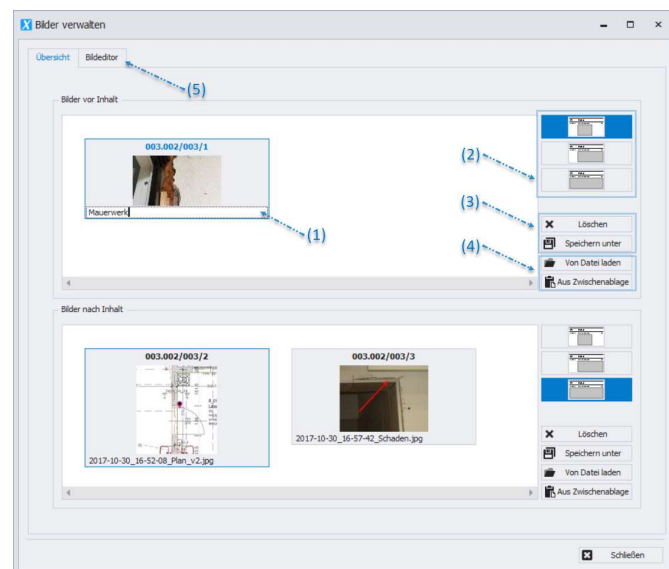 Bilder verwalten
Übersicht
Bildeditor
(5)
Bilder vor Inhalt
003.002/003/1
Mauerwerk
(1)
(2)
(3)
Löschen
Speichern unter
(4)
Von Datei laden
Aus Zwischenablage
Bilder nach Inhalt
003.002/003/2
2017-10-30_16-52-08_Plan_v2.jpg
003.002/003/3
2017-10-30_16-57-42_Schaden.jpg
Löschen
Speichern unter
Von Datei laden
Aus Zwischenablage
Schließen